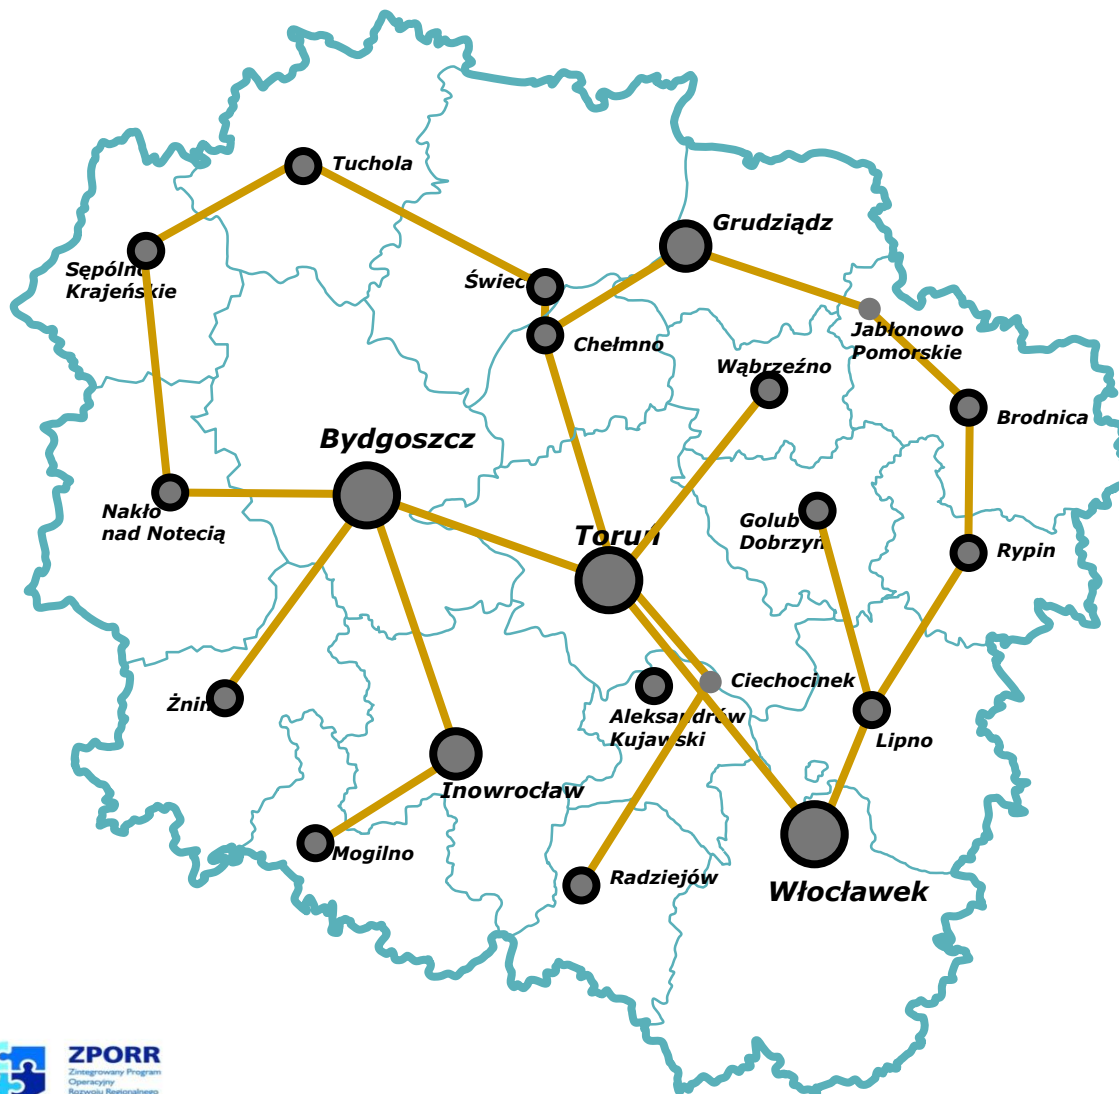 Tuchola
Grudziądz
Sępólno
Krajeńskie
Świec
Jabłonowo
Pomorskie
Chełmno
Wąbrzeźno
Brodnica
Bydgoszcz
Nakło
nad Notecią
Golub
Dobrzyń
Toruń
Rypin
Ciechocinek
Żnin
Aleksandrów
Kujawski
Lipno
Inowrocław
Mogilno
Radziejów
Włocławek
ZPORR
Zintegrowany Program
Operacyjny
Rozwoju Regionalnego